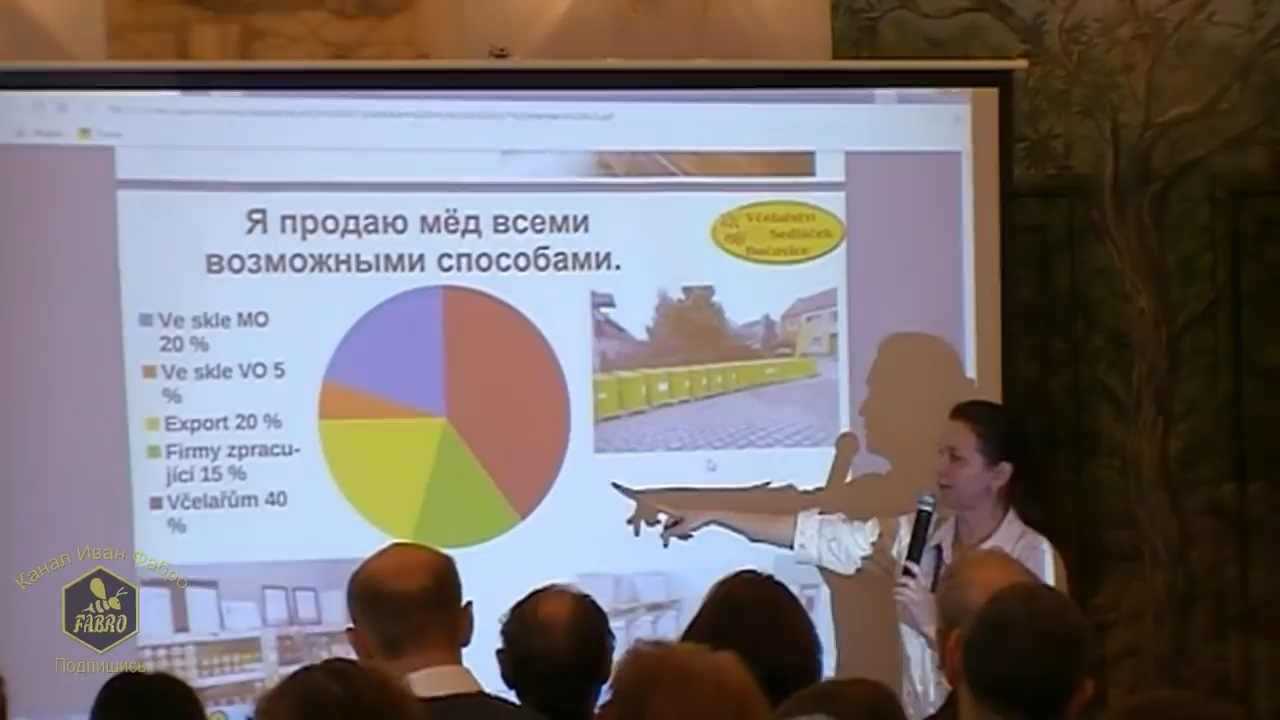 Я продаю мёд всеми
возможными способами.
Včelařství
Sedláček
Bučovice
Ve skle MO
20 %
Ve skle VO 5
%
Export 20 %
Firmy zpracu-
jící 15 %
Včelařům 40
%
Канал Иван Фабро
FABRO
Подпишись